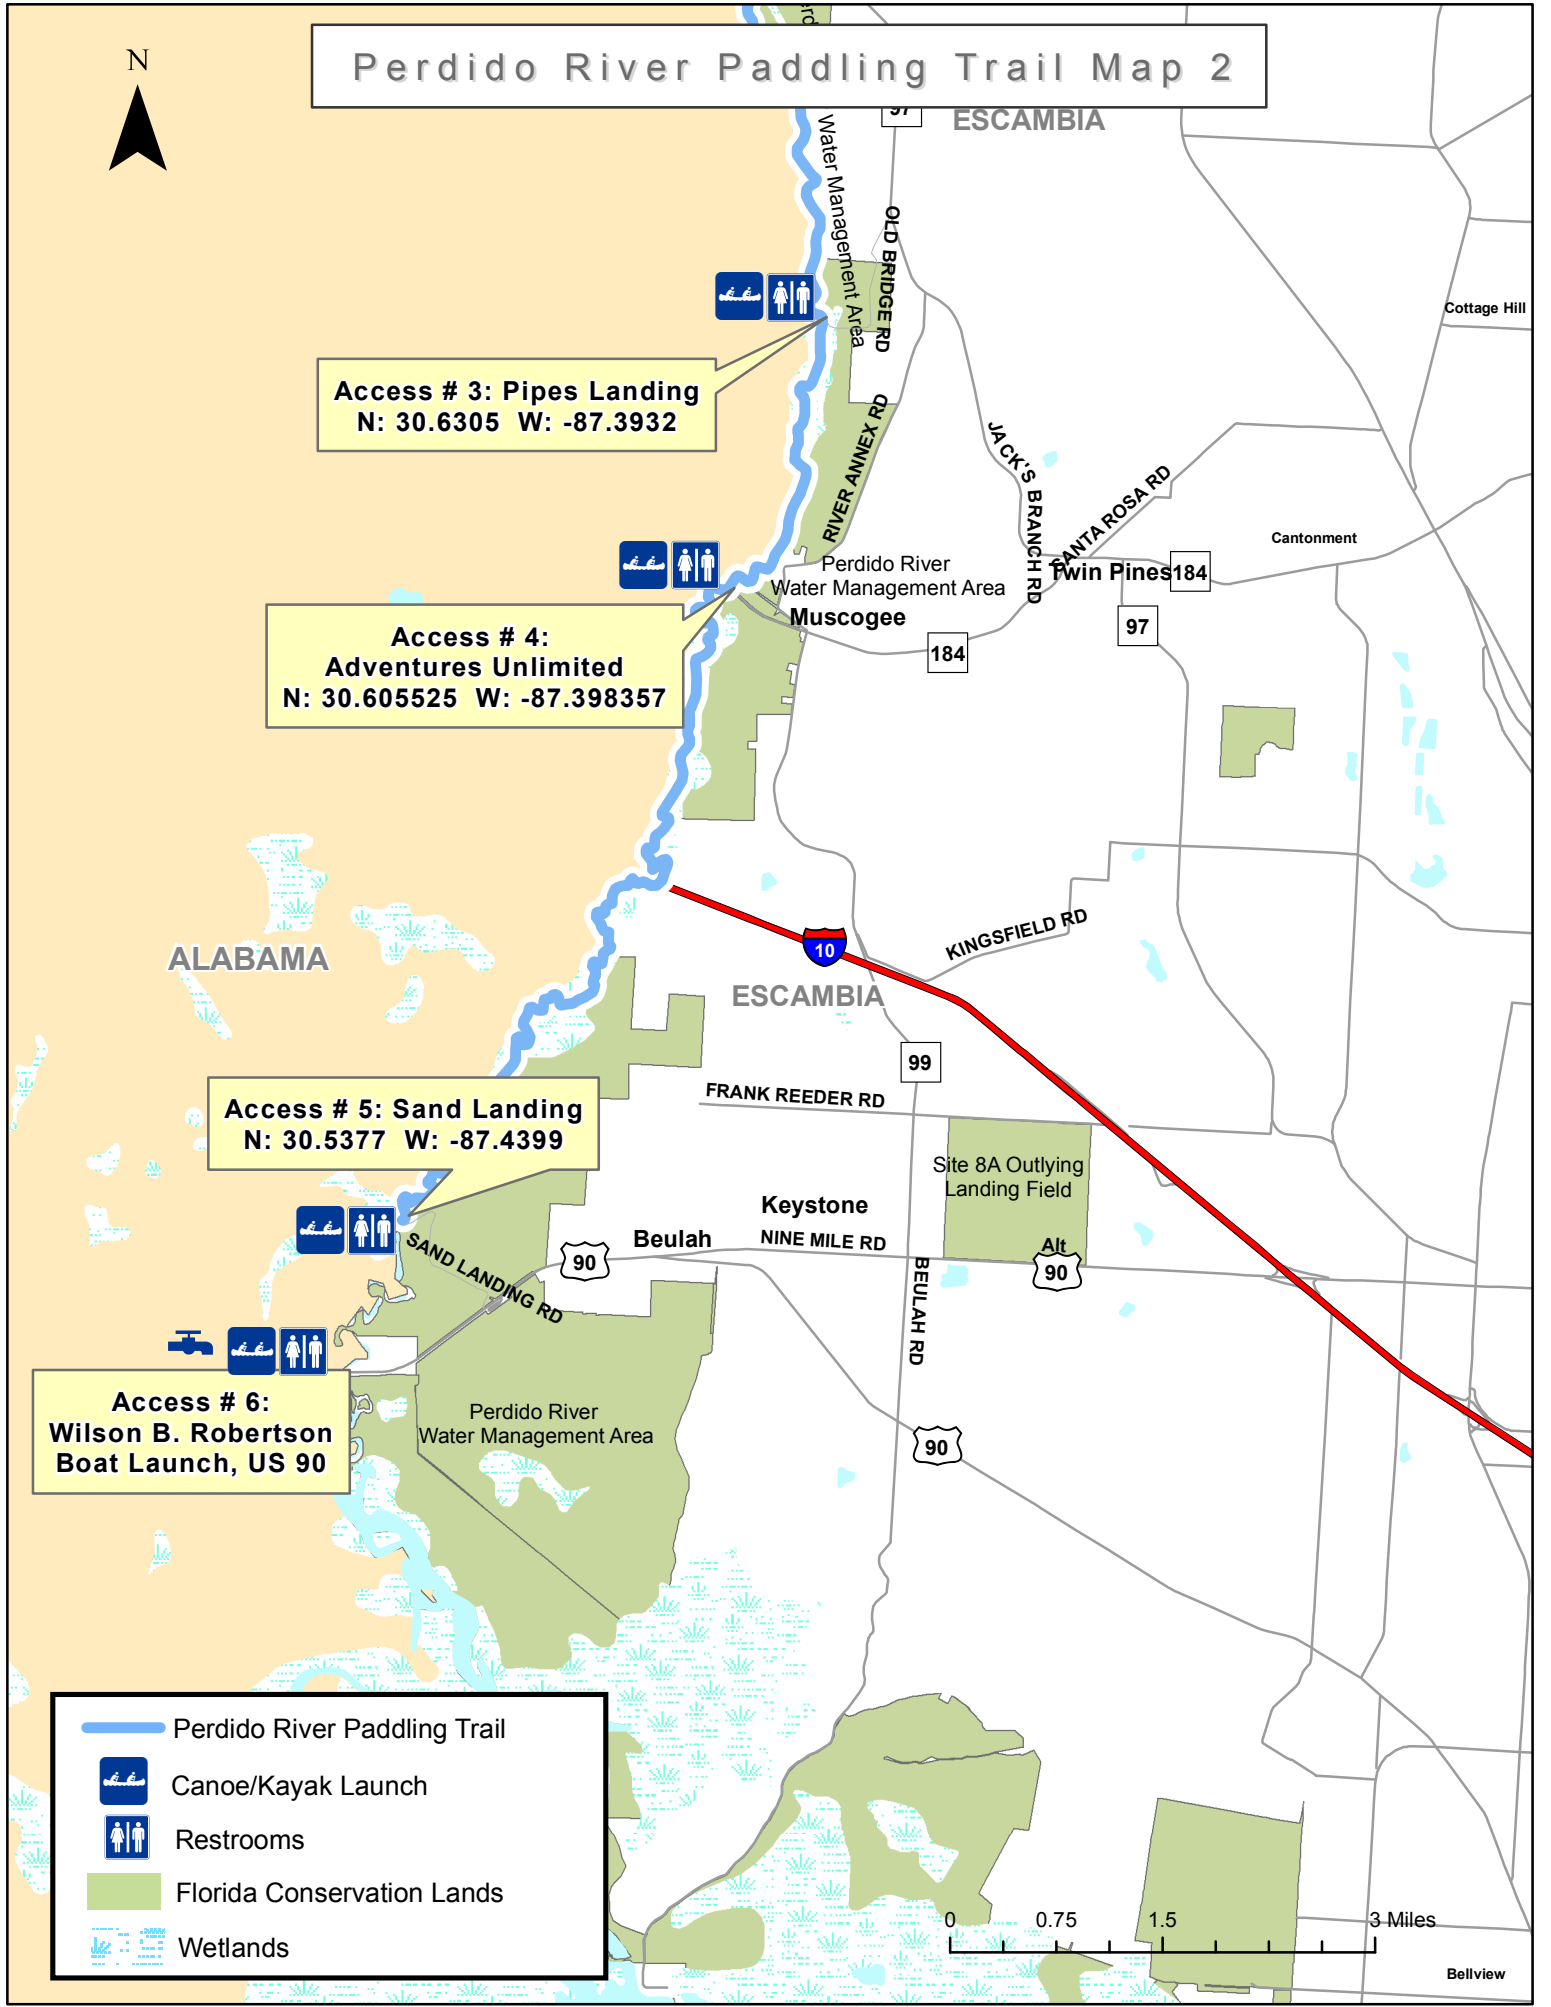 Perdido River Paddling Trail Map 2
N
97
ESCAMBIA
Water Management Area
OLD BRIDGE RD
Cottage Hill
Access # 3: Pipes Landing
N: 30.6305 W: -87.3932
RIVER ANNEX RD
JACK'S BRANCH RD
SANTA ROSA RD
Cantonment
Perdido River
Water Management Area
Twin Pines
184
Muscogee
97
184
Access # 4:
Adventures Unlimited
N: 30.605525 W: -87.398357
ALABAMA
10
KINGSFIELD RD
ESCAMBIA
99
FRANK REEDER RD
Access # 5: Sand Landing
N: 30.5377 W: -87.4399
Site 8A Outlying
Landing Field
Keystone
Beulah
NINE MILE RD
Alt
90
90
SAND LANDING RD
BEULAH RD
Access # 6:
Wilson B. Robertson
Boat Launch, US 90
Perdido River
Water Management Area
90
Perdido River Paddling Trail
Canoe/Kayak Launch
Restrooms
Florida Conservation Lands
Wetlands
0 0.75 1.5 3 Miles
Bellview